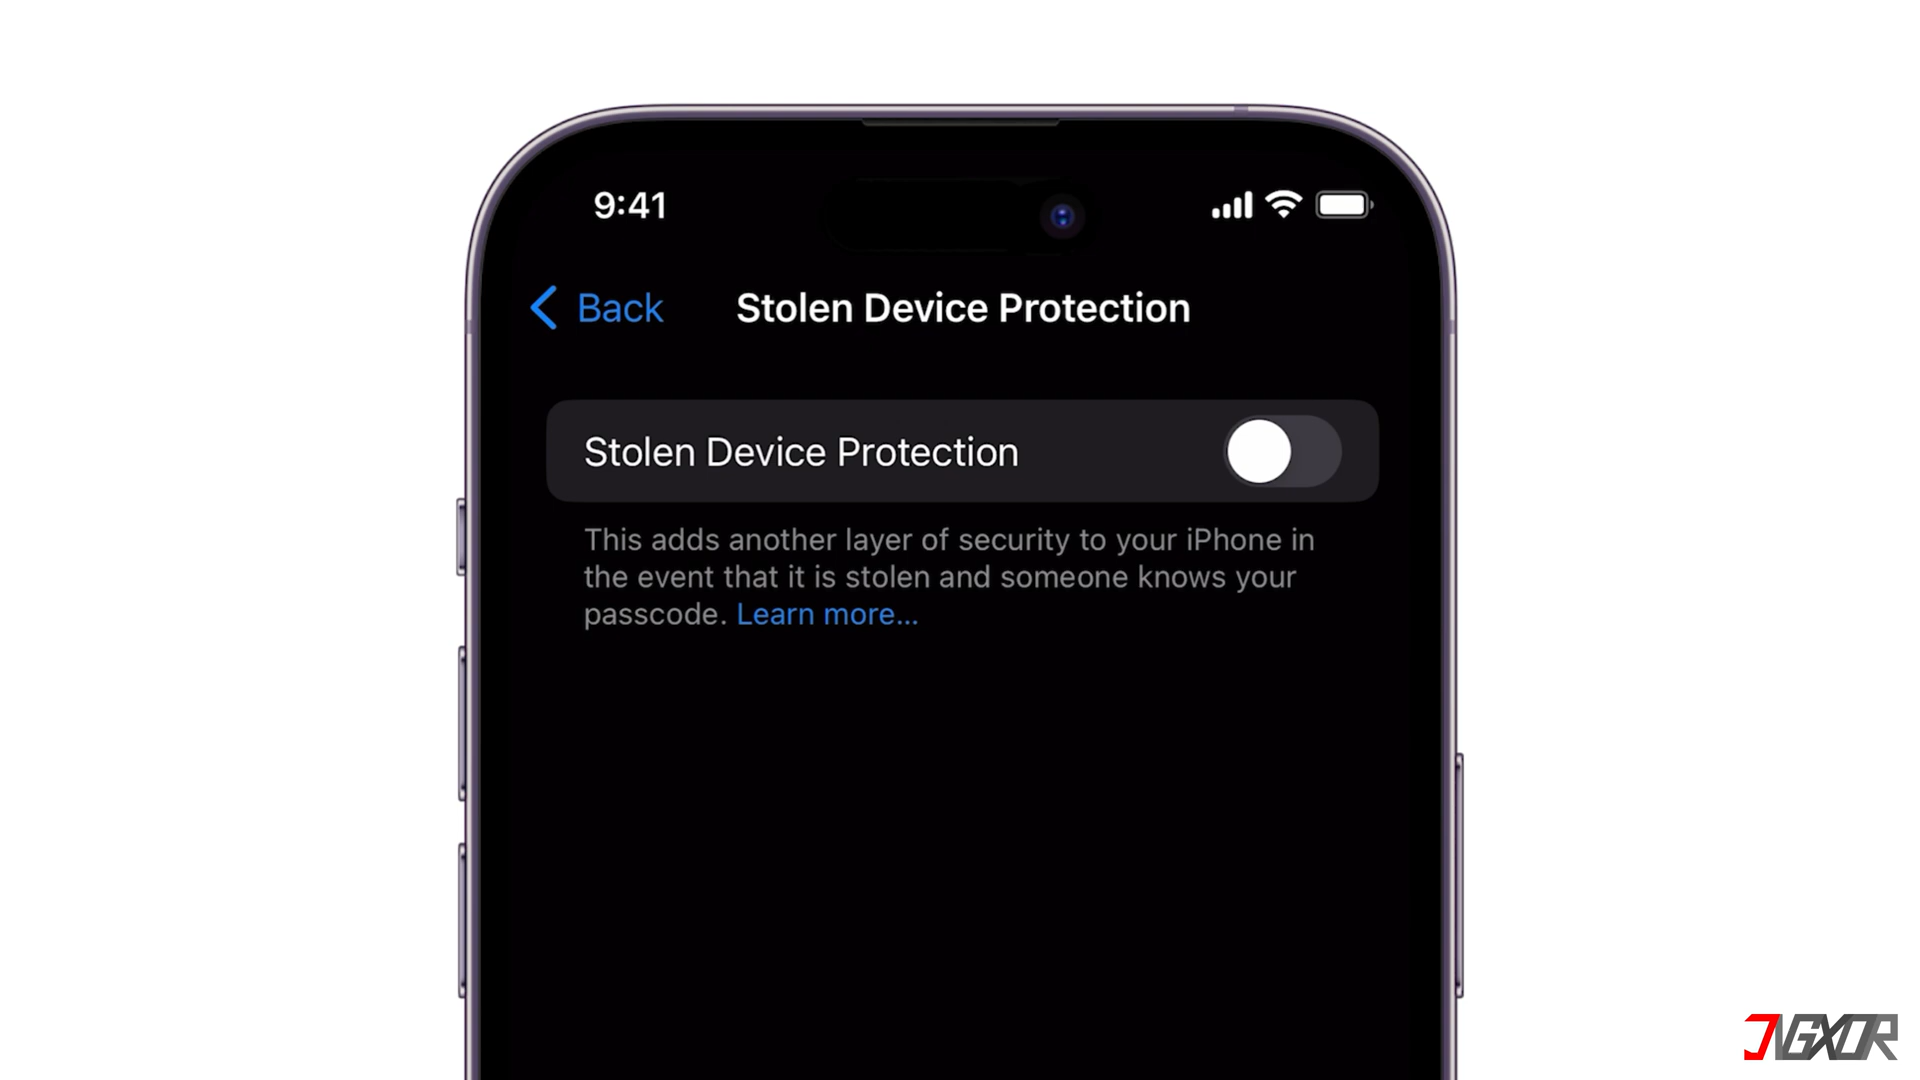 9:41
Back
Stolen Device Protection
Stolen Device Protection
This adds another layer of security to your iPhone in
the event that it is stolen and someone knows your
passcode. Learn more...
JVGXOR